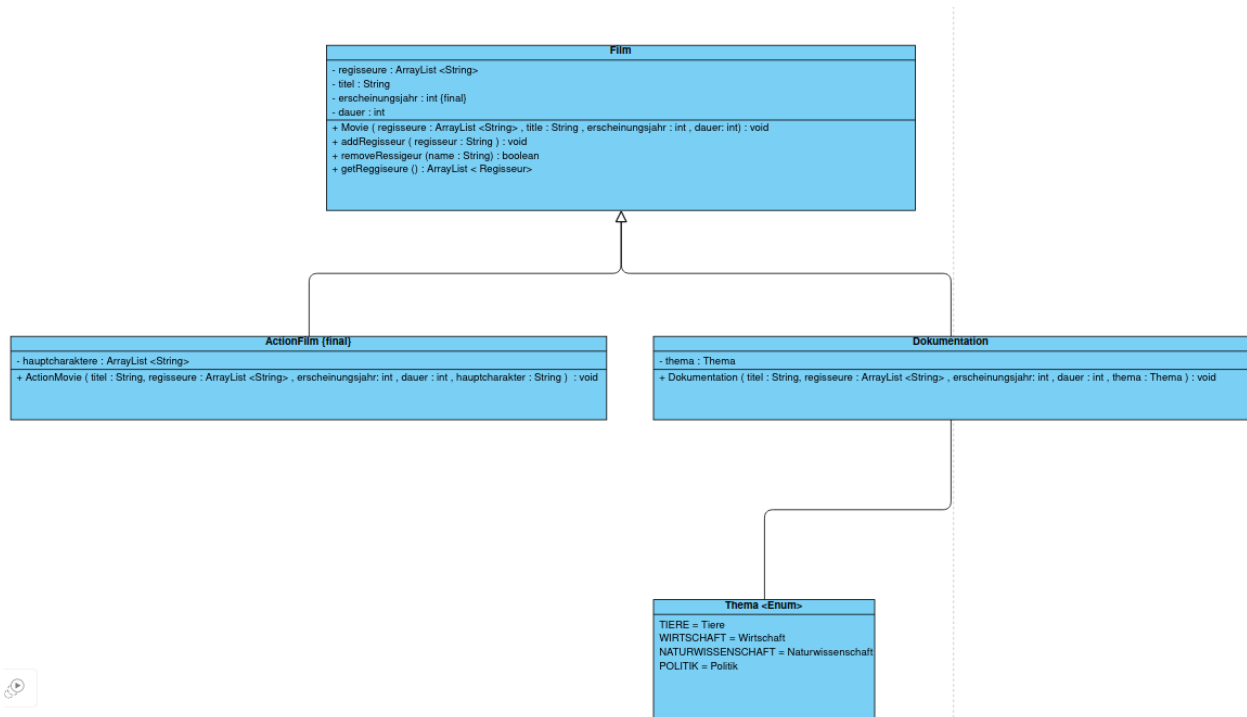 Film
- regisseure : ArrayList <String>
- titel : String
- erscheinungsjahr : int {final}
- dauer : int
+ Movie ( regisseure : ArrayList <String> , title : String , erscheinungsjahr : int , dauer: int) : void
+ addRegisseur ( regisseur : String ) : void
+ removeRessigeur (name : String) : boolean
+ getReggiseure () : ArrayList < Regisseur>
ActionFilm {final}
- hauptcharaktere : ArrayList <String>
+ ActionMovie ( titel : String, regisseure : ArrayList <String> , erscheinungsjahr: int , dauer : int , hauptcharakter : String ) : void
Dokumentation
- thema : Thema
+ Dokumentation ( titel : String, regisseure : ArrayList <String> , erscheinungsjahr: int , dauer : int , thema : Thema ) : void
Thema <Enum>
TIERE = Tiere
WIRTSCHAFT = Wirtschaft
NATURWISSENSCHAFT = Naturwissenschaft
POLITIK = Politik